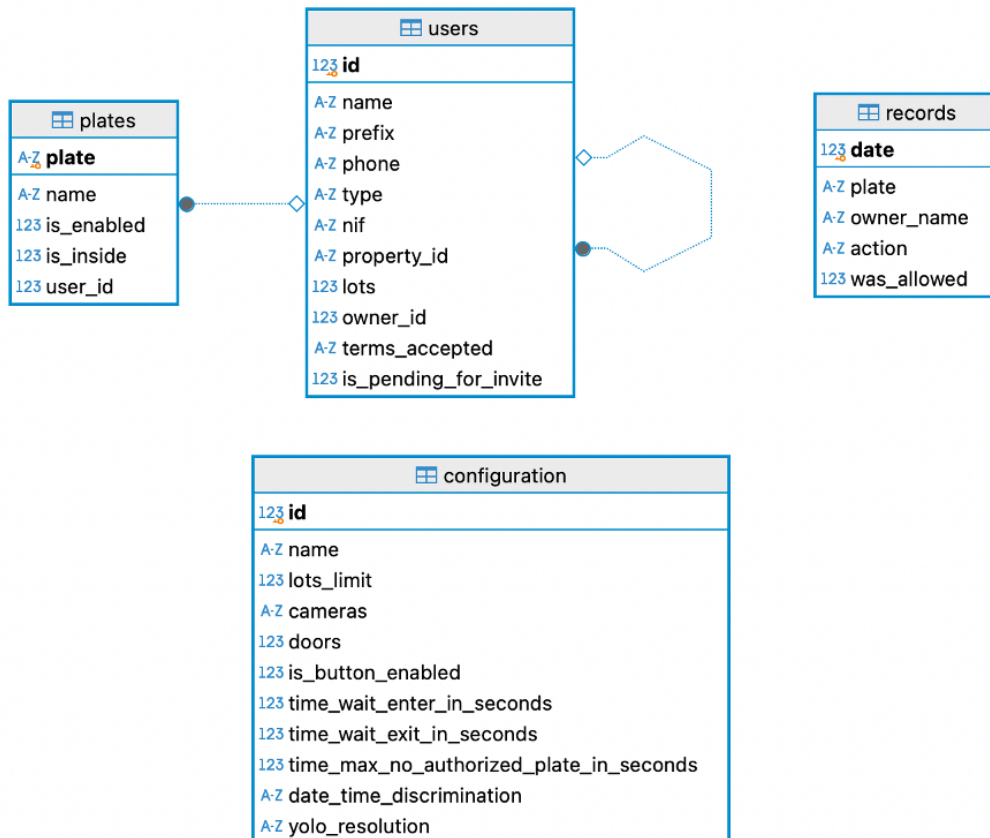 users
123 id
A-Z name
A-Z prefix
A-Z phone
A-Z type
A-Z nif
A-Z property_id
123 lots
123 owner_id
A-Z terms_accepted
123 is_pending_for_invite
plates
A-Z plate
A-Z name
123 is_enabled
123 is_inside
123 user_id
records
123 date
A-Z plate
A-Z owner_name
A-Z action
123 was_allowed
configuration
123 id
A-Z name
123 lots_limit
A-Z cameras
123 doors
123 is_button_enabled
123 time_wait_enter_in_seconds
123 time_wait_exit_in_seconds
123 time_max_no_authorized_plate_in_seconds
A-Z date_time_discrimination
A-Z yolo_resolution